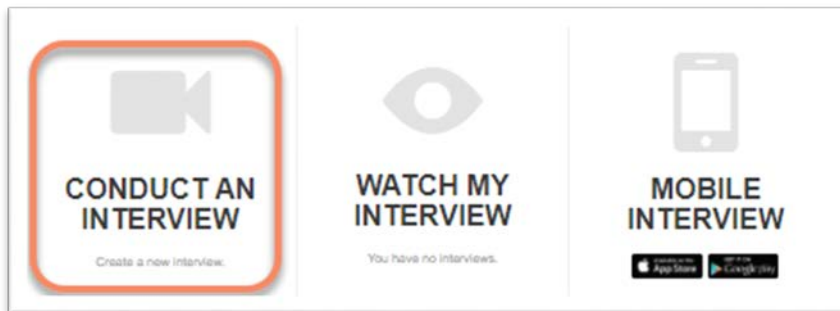 CONDUCT AN
INTERVIEW
Create a new interview.
WATCH MY
INTERVIEW
You have no interviews.
MOBILE
INTERVIEW
App Store
Google play